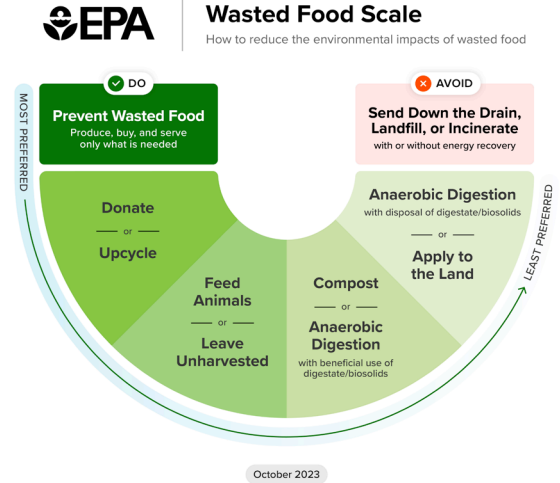 EPA
Wasted Food Scale
How to reduce the environmental impacts of wasted food
DO
Prevent Wasted Food
Produce, buy, and serve
only what is needed
AVOID
Send Down the Drain,
Landfill, or Incinerate
with or without energy recovery
MOST PREFERRED
Donate
or
Upcycle
Feed
Animals
or
Leave
Unharvested
Compost
or
Anaerobic
Digestion
with beneficial use of
digestate/biosolids
Anaerobic Digestion
with disposal of digestate/biosolids
or
Apply to
the Land
LEAST PREFERRED
October 2023